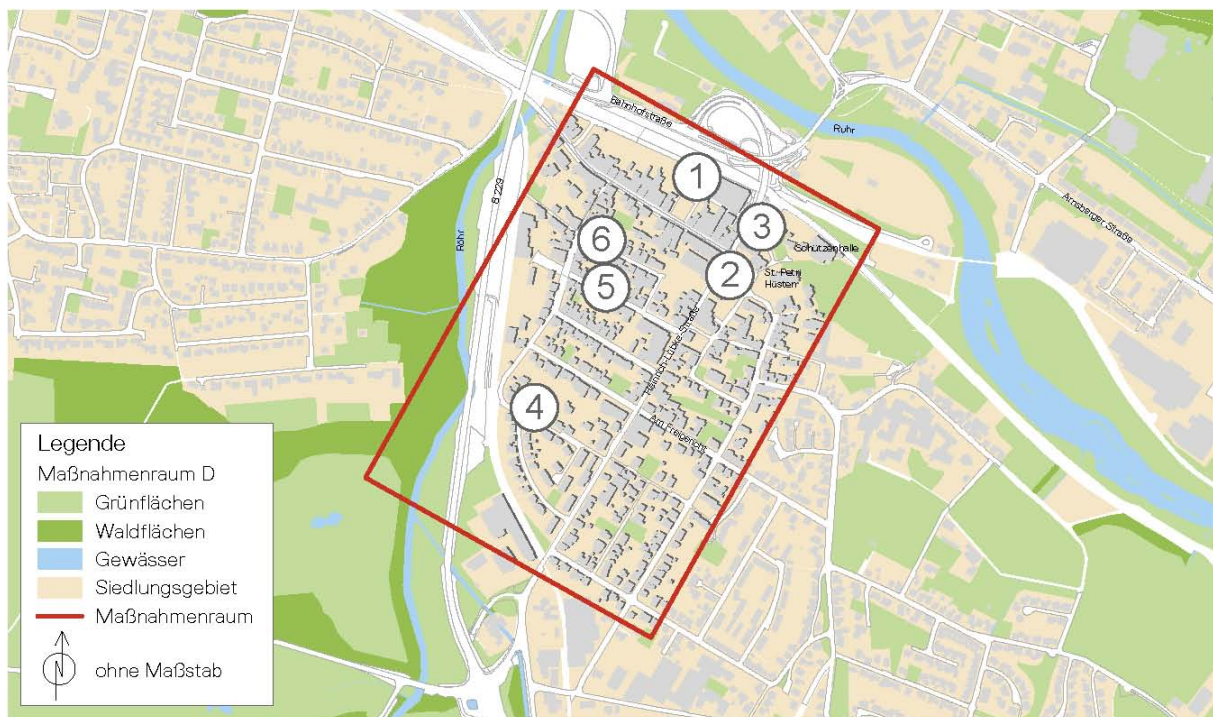 Bahnhofstraße
Ruhr
Arnsberger Straße
B 229
Röhr
1
3
Schützenhalle
6
2
St. Petri
Hüsten
5
Heinrich-Lübke-Straße
4
Am Freigericht
Legende
Maßnahmenraum D
Grünflächen
Waldflächen
Gewässer
Siedlungsgebiet
Maßnahmenraum
N
ohne Maßstab